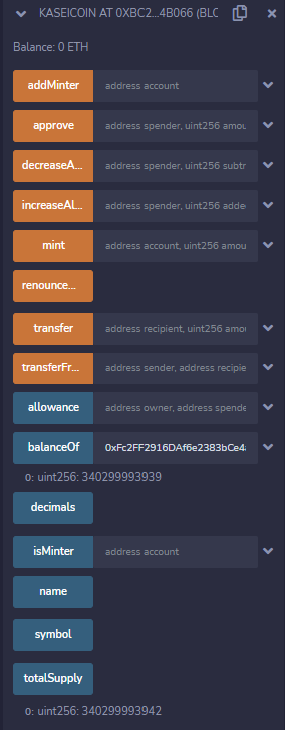 KASEICOIN AT 0XBC2...4B066 (BLO
Balance: 0 ETH
addMinter address account
approve address spender, uint256 amou
decreaseA... address spender, uint256 subtr
increaseAl... address spender, uint256 adde
mint address account, uint256 amou
renounce...
transfer address recipient, uint256 amou
transferFr... address sender, address recipie
allowance address owner, address spende
balanceOf 0xFc2FF2916DAf6e2383bCe4
0: uint256: 340299993939
decimals
isMinter address account
name
symbol
totalSupply
0: uint256: 340299993942